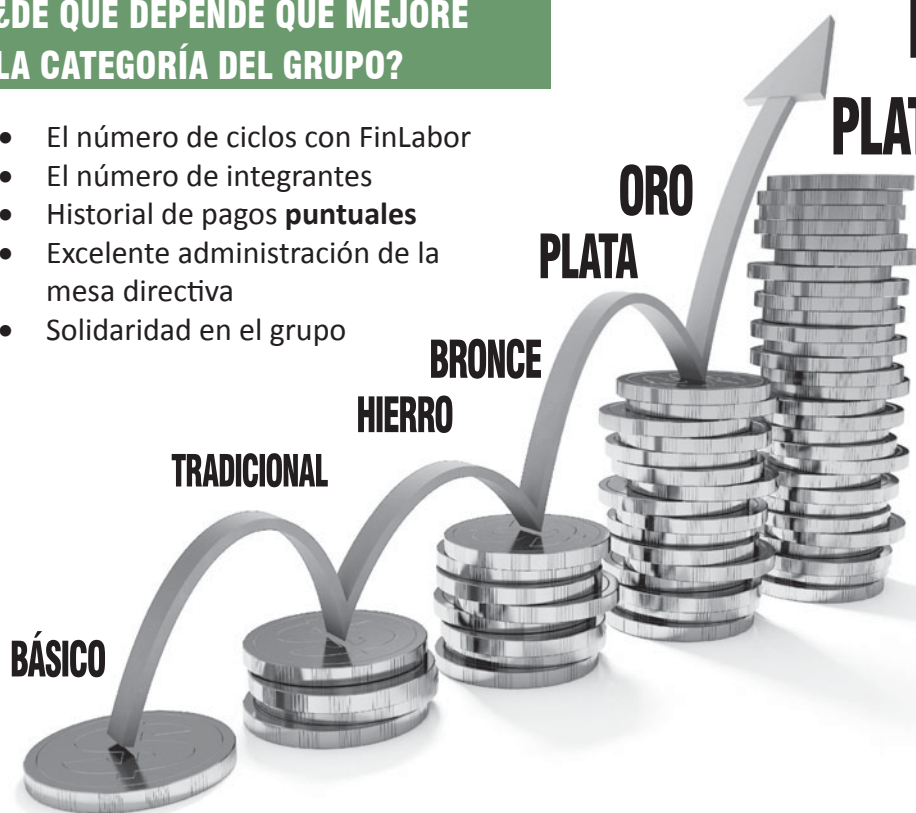 ¿DE QUÉ DEPENDE QUE MEJORE
LA CATEGORÍA DEL GRUPO?
• El número de ciclos con FinLabor
• El número de integrantes
• Historial de pagos puntuales
• Excelente administración de la
mesa directiva
• Solidaridad en el grupo
PLAT
ORO
PLATA
BRONCE
HIERRO
TRADICIONAL
BÁSICO